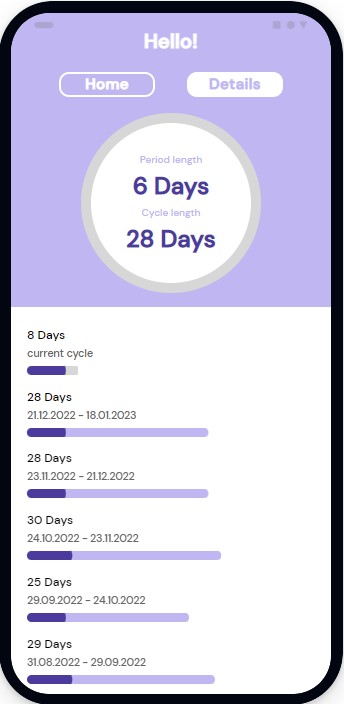 Hello!
Home
Details
Period length
6 Days
Cycle length
28 Days
8 Days
current cycle
28 Days
21.12.2022 - 18.01.2023
28 Days
23.11.2022 - 21.12.2022
30 Days
24.10.2022 - 23.11.2022
25 Days
29.09.2022 - 24.10.2022
29 Days
31.08.2022 - 29.09.2022